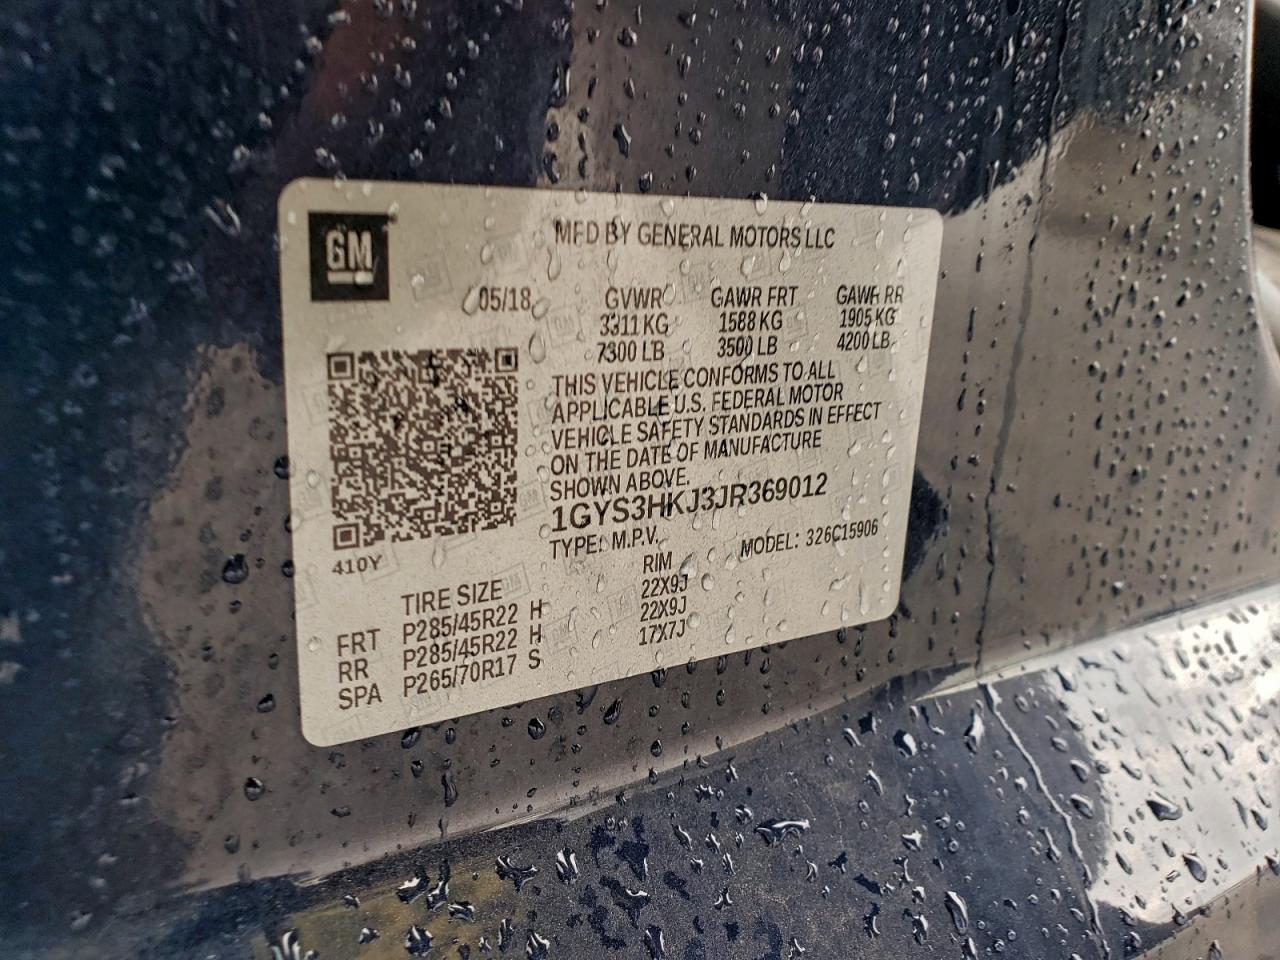 GM
MFD BY GENERAL MOTORS LLC
05/18 GVWR GAWR FRT GAWR RR
3311 KG 1588 KG 1905 KG
7300 LB 3500 LB 4200 LB
THIS VEHICLE CONFORMS TO ALL
APPLICABLE U.S. FEDERAL MOTOR
VEHICLE SAFETY STANDARDS IN EFFECT
ON THE DATE OF MANUFACTURE
SHOWN ABOVE.
1GYS3HKJ3JR369012
TYPE: M.P.V. MODEL: 326C15906
410Y
TIRE SIZE RIM
FRT P285/45R22 H 22X9J
RR P285/45R22 H 22X9J
SPA P265/70R17 S 17X7J